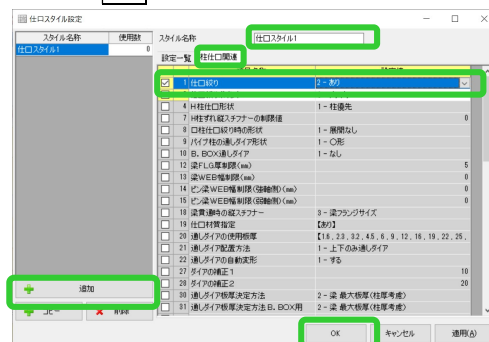 仕口スタイル設定
スタイル名称 使用数
仕口スタイル1 0
スタイル名称 仕口スタイル1
設定一覧 柱仕口関連
1 仕口絞り 2 - あり
4 H柱仕口形状 1 - 柱優先
7 H柱ずれ縦スチフナーの制限値 0
8 口柱仕口絞り時の形状 1 - 展開なし
9 パイプ柱の通しダイア形状 1 - 〇形
10 B．BOX通しダイア 1 - なし
12 梁FLG厚制限(mm) 5
13 梁WEB幅制限(mm) 0
14 ピン梁WEB幅制限(強軸側)(mm) 0
15 ピン梁WEB幅制限(弱軸側)(mm) 0
18 梁貫通時の縦スチフナー 3 - 梁フランジサイズ
19 仕口材質指定 【あり】
20 通しダイアの使用板厚 【1.6, 2.3, 3.2, 4.5, 6, 9, 12, 16, 19, 22, 25,
21 通しダイア配置方法 1 - 上下のみ通しダイア
22 通しダイアの自動変形 1 - する
27 ダイアの補正1 10
28 ダイアの補正2 20
30 通しダイア板厚決定方法 2 - 梁 最大板厚(柱厚考慮)
31 通しダイア板厚決定方法 B．BOX用 2 - 梁 最大板厚(柱厚考慮)
追加
コピー 削除
OK キャンセル 適用(A)